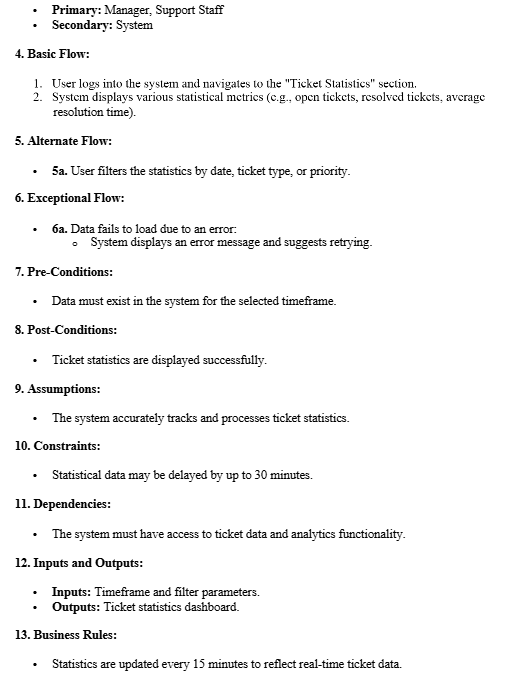 • Primary: Manager, Support Staff
• Secondary: System
4. Basic Flow:
1. User logs into the system and navigates to the "Ticket Statistics" section.
2. System displays various statistical metrics (e.g., open tickets, resolved tickets, average
resolution time).
5. Alternate Flow:
• 5a. User filters the statistics by date, ticket type, or priority.
6. Exceptional Flow:
• 6a. Data fails to load due to an error:
o System displays an error message and suggests retrying.
7. Pre-Conditions:
• Data must exist in the system for the selected timeframe.
8. Post-Conditions:
• Ticket statistics are displayed successfully.
9. Assumptions:
• The system accurately tracks and processes ticket statistics.
10. Constraints:
• Statistical data may be delayed by up to 30 minutes.
11. Dependencies:
• The system must have access to ticket data and analytics functionality.
12. Inputs and Outputs:
• Inputs: Timeframe and filter parameters.
• Outputs: Ticket statistics dashboard.
13. Business Rules:
• Statistics are updated every 15 minutes to reflect real-time ticket data.